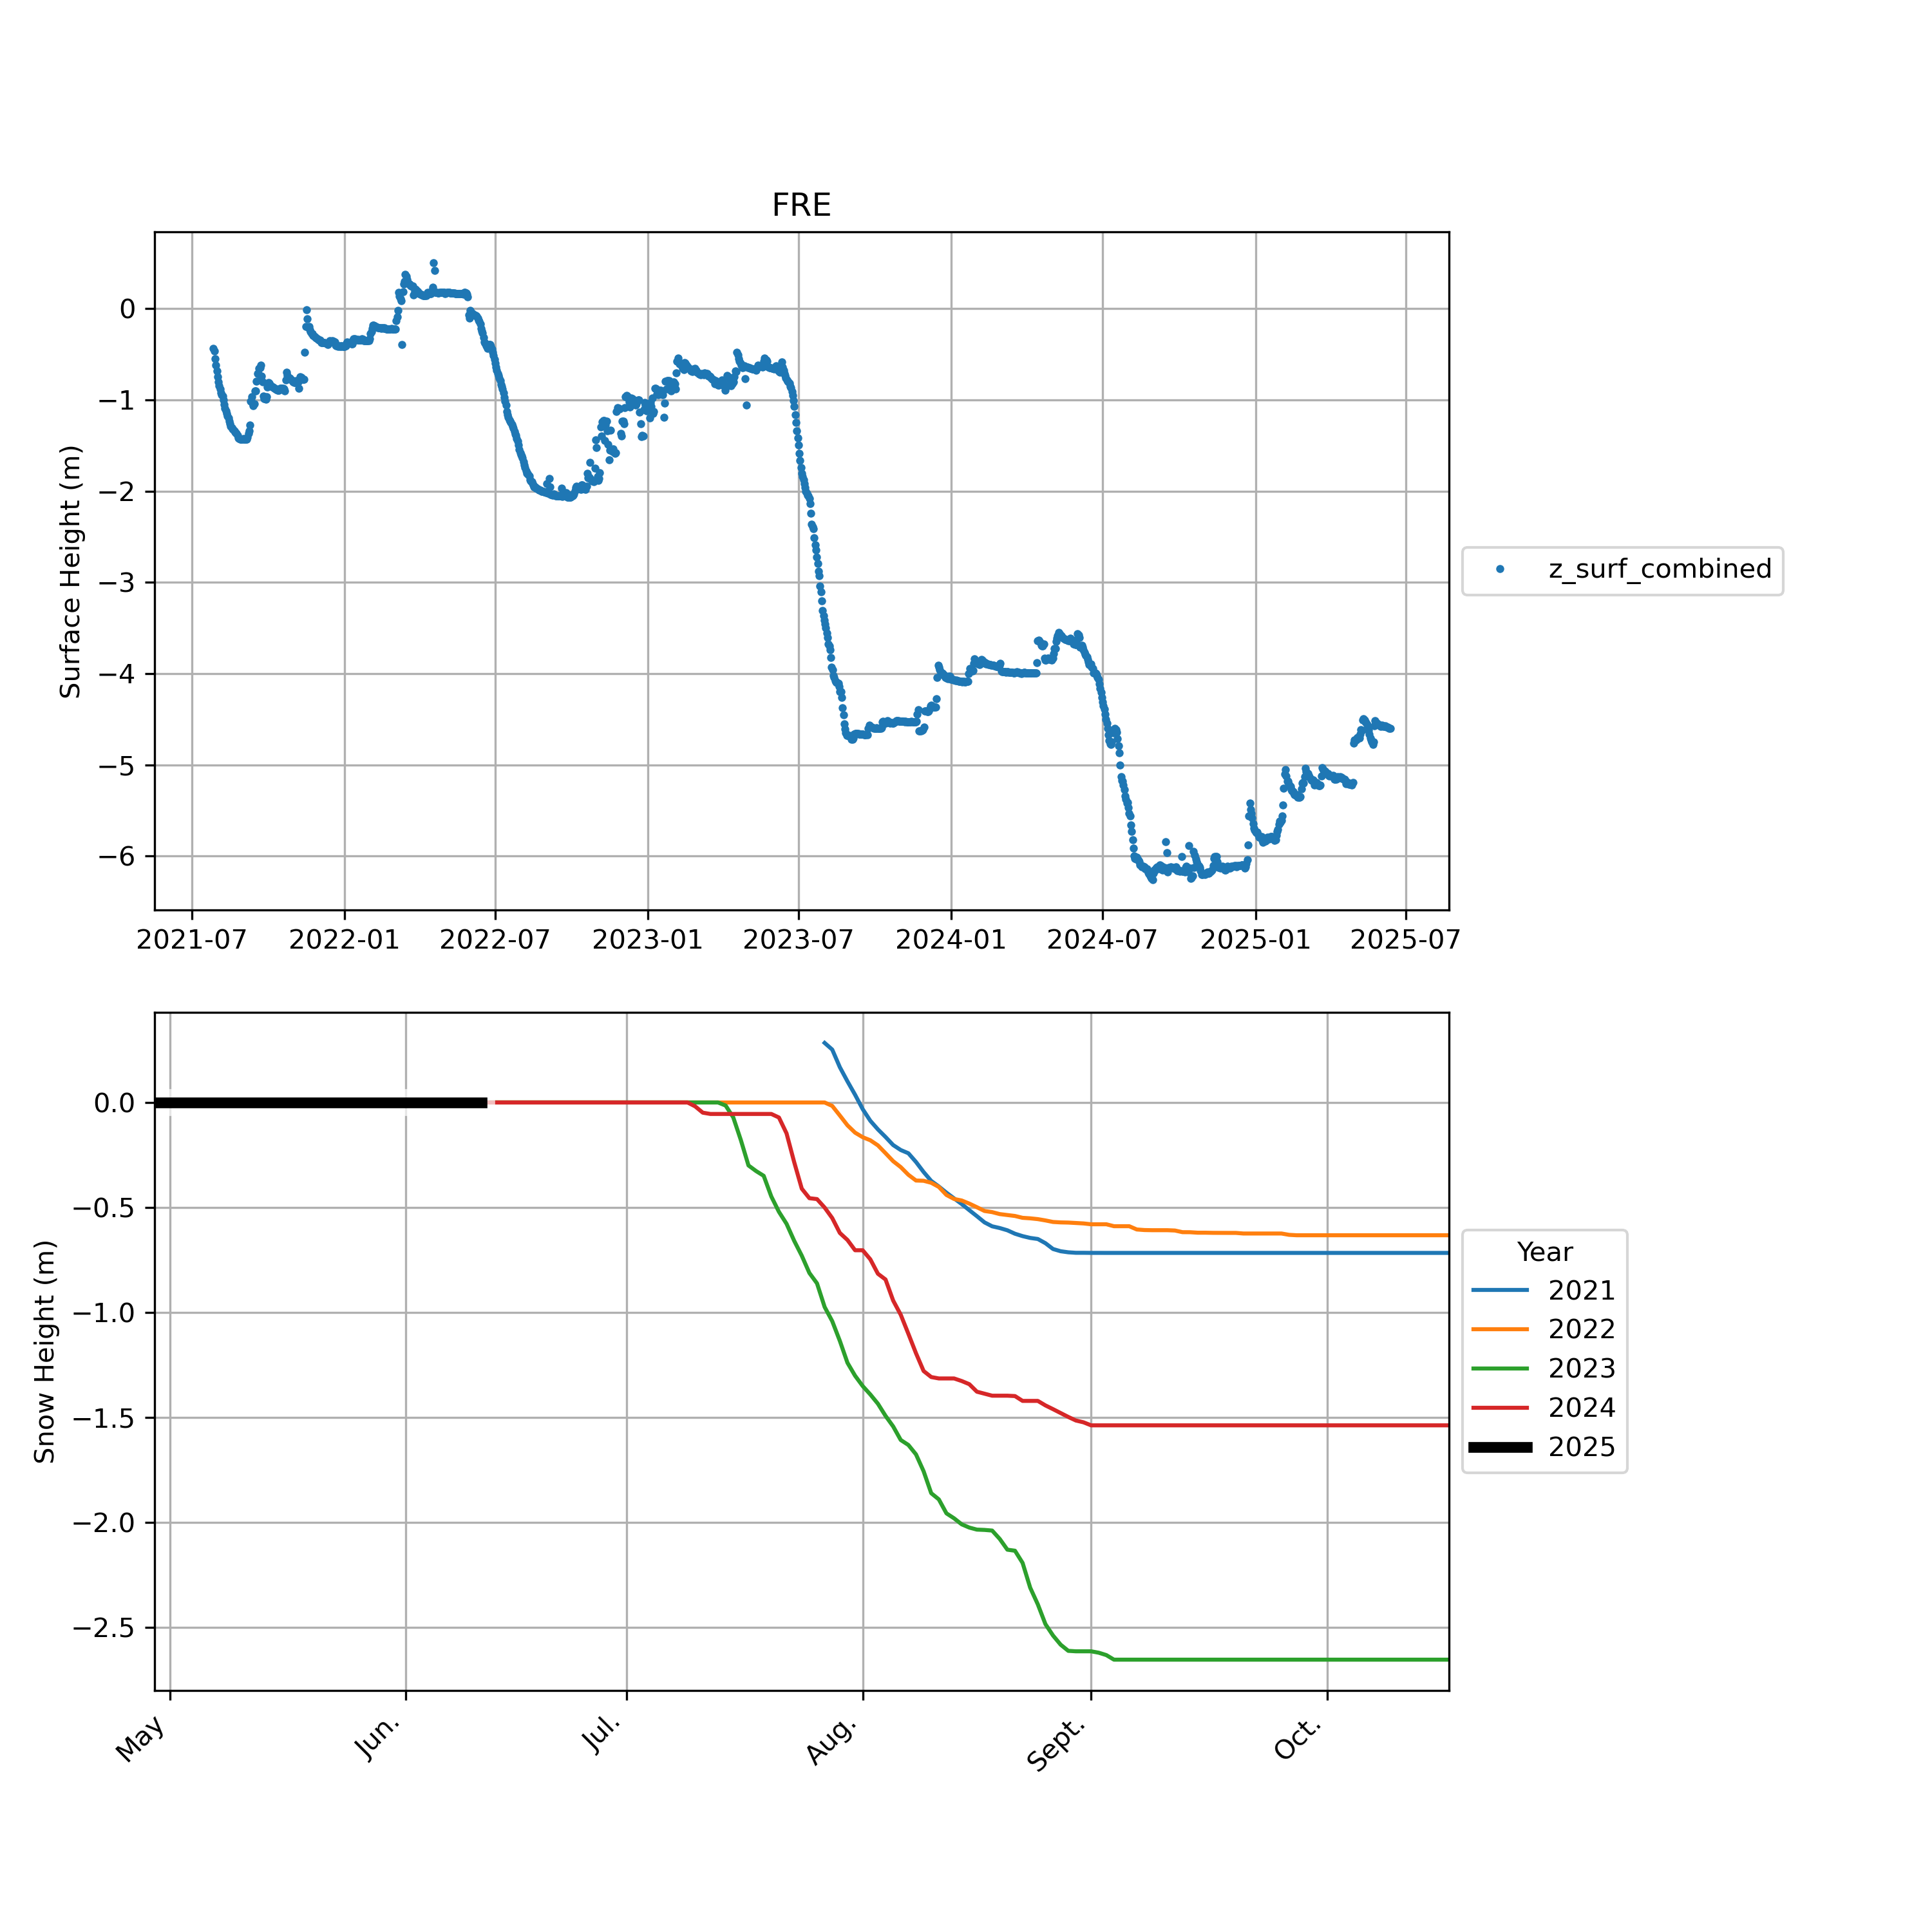 FRE
Surface Height (m)
0
−1
−2
−3
−4
−5
−6
2021-07 2022-01 2022-07 2023-01 2023-07 2024-01 2024-07 2025-01 2025-07
z_surf_combined
Snow Height (m)
0.0
−0.5
−1.0
−1.5
−2.0
−2.5
May Jun. Jul. Aug. Sept. Oct.
Year
2021
2022
2023
2024
2025